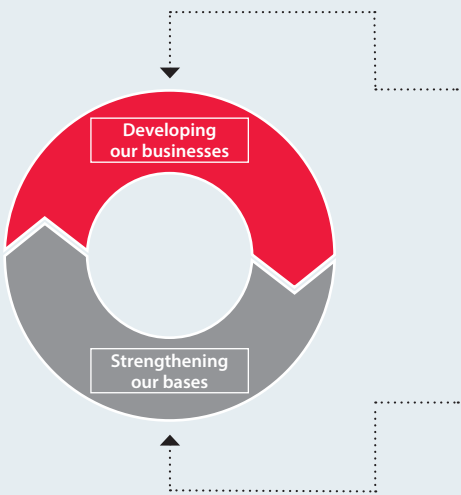 Developing
our businesses
Strengthening
our bases